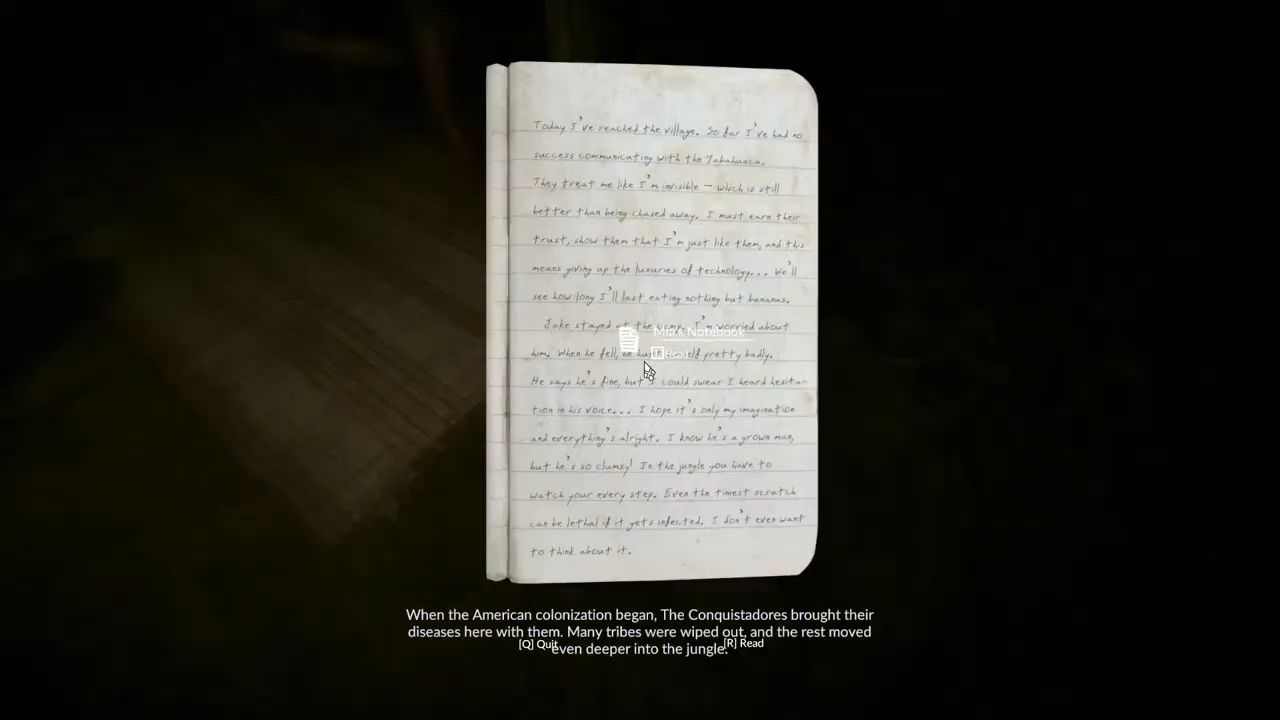 Today I've reached the village. So far I've had no
success communicating with the Yabahuaca.
They treat me like I'm invisible — which is still
better than being chased away. I must earn their
trust, show them that I'm just like them, and this
means giving up the luxuries of technology... We'll
see how long I'll last eating nothing but bananas.
Jake stayed at the camp. I'm worried about
Mia's Notebook
him. When he fell, he pretty badly.
Read
He says he's fine, but I could swear I heard hesita-
tion in his voice... I hope it's only my imagination
and everything's alright. I know he's a grown man,
but he's so clumsy! In the jungle you have to
watch your every step. Even the tiniest scratch
can be lethal if it gets infected. I don't even want
to think about it.
When the American colonization began, The Conquistadores brought their
diseases here with them. Many tribes were wiped out, and the rest moved
even deeper into the jungle.
[Q] Quit
[R] Read